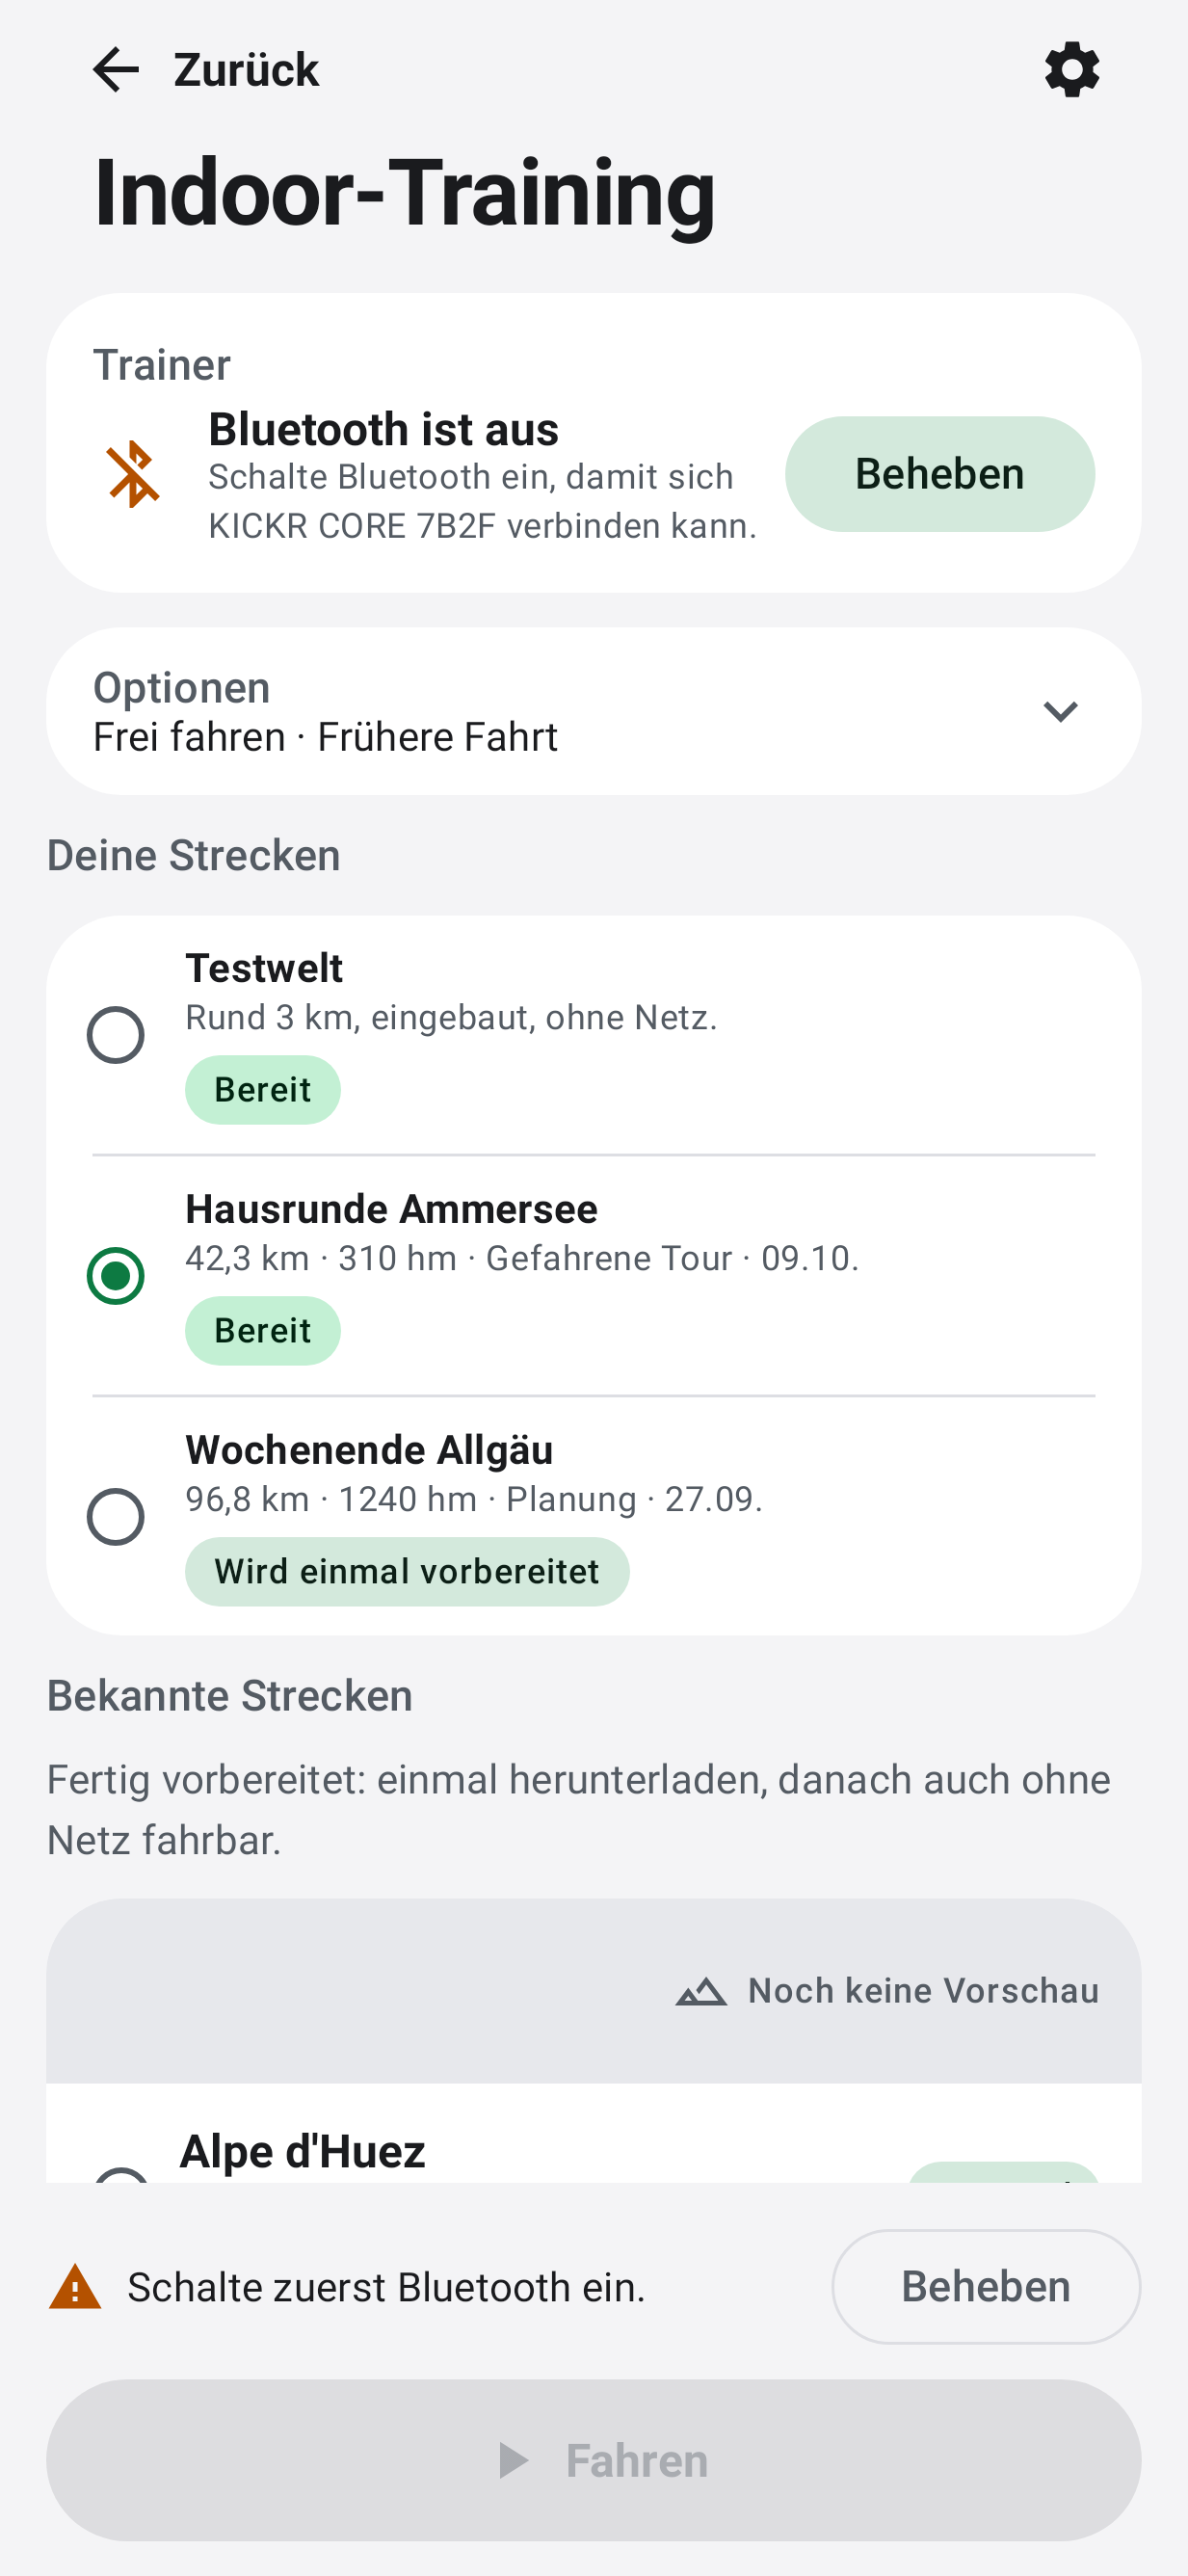 Zurück
Indoor-Training
Trainer
Bluetooth ist aus
Schalte Bluetooth ein, damit sich
KICKR CORE 7B2F verbinden kann.
Beheben
Optionen
Frei fahren · Frühere Fahrt
Deine Strecken
Testwelt
Rund 3 km, eingebaut, ohne Netz.
Bereit
Hausrunde Ammersee
42,3 km · 310 hm · Gefahrene Tour · 09.10.
Bereit
Wochenende Allgäu
96,8 km · 1240 hm · Planung · 27.09.
Wird einmal vorbereitet
Bekannte Strecken
Fertig vorbereitet: einmal herunterladen, danach auch ohne
Netz fahrbar.
Noch keine Vorschau
Alpe d'Huez
Schalte zuerst Bluetooth ein.
Beheben
Fahren